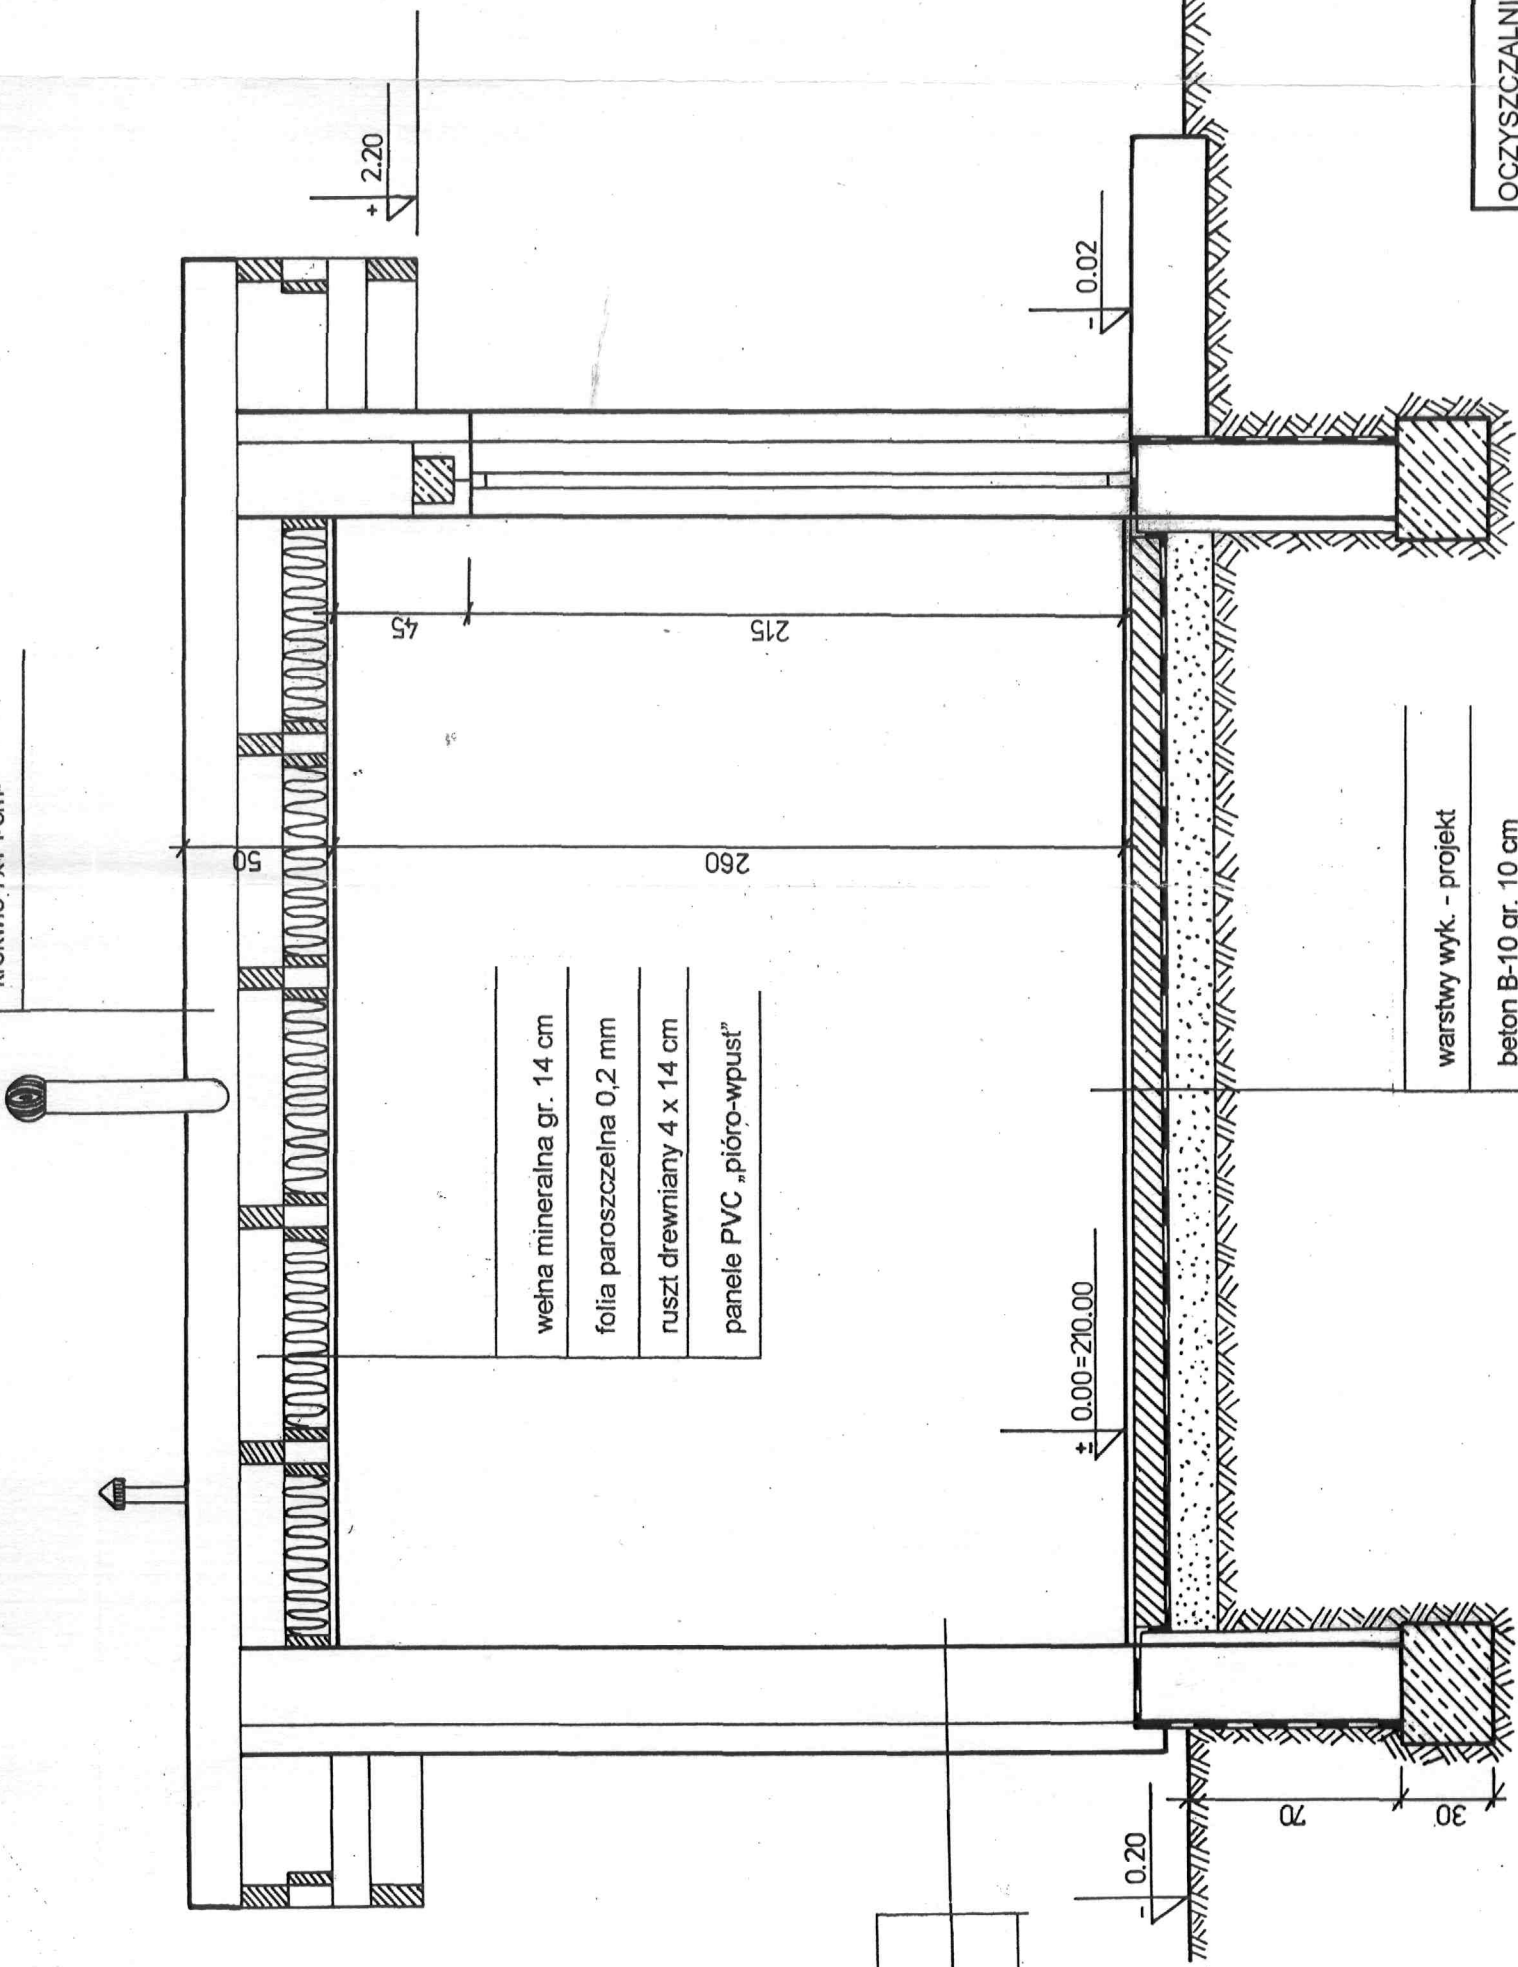 + 2.20
50
45
wełna mineralna gr. 14 cm
folia paroszczelna 0,2 mm
ruszt drewniany 4 x 14 cm
panele PVC „pióro-wpust”
260
215
± 0.00=210.00
- 0.02
- 0.20
70
30
warstwy wyk. - projekt
beton B-10 gr. 10 cm
OCZYSZCZALNI